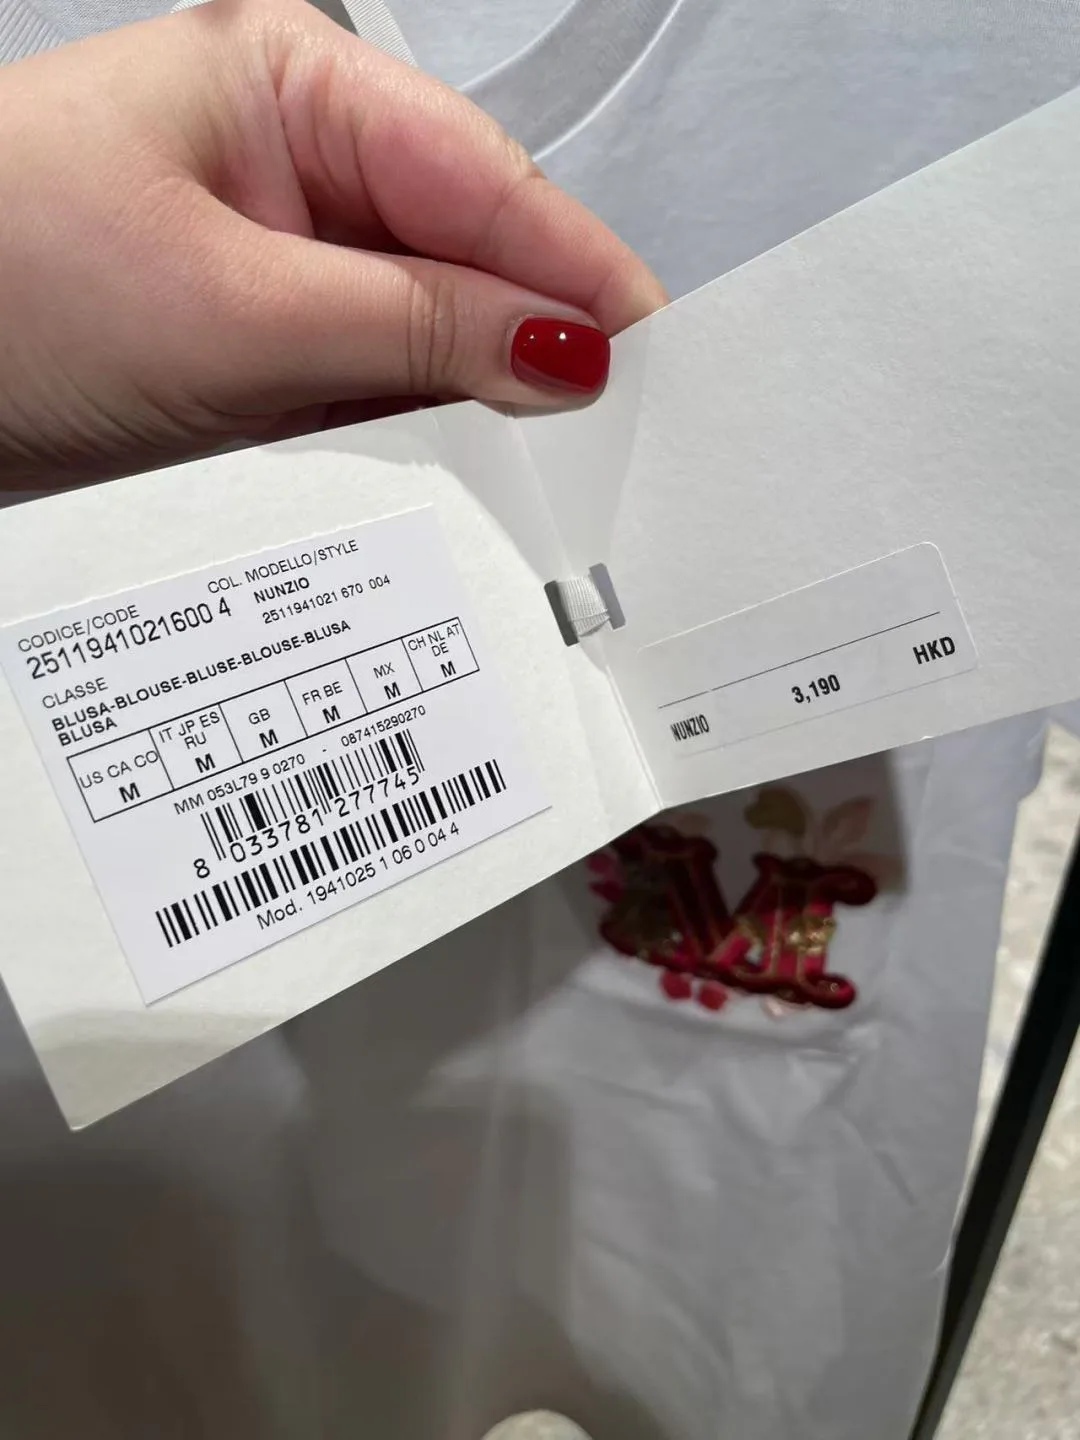 COL. MODELLO/STYLE
CODICE/CODE
NUNZIO
2511941021600 4
2511941021 670 004
CLASSE
BLUSA-BLOUSE-BLUSE-BLOUSE-BLUSA
BLUSA
US CA CO
M
IT JP ES
RU
M
GB
M
FR BE
M
MX
M
CH NL AT
DE
M
MM 053L79 9 0270 - 087415290270
8 033781 277745
Mod. 1941025 1 06 0 04 4
HKD
3,190
NUNZIO
M